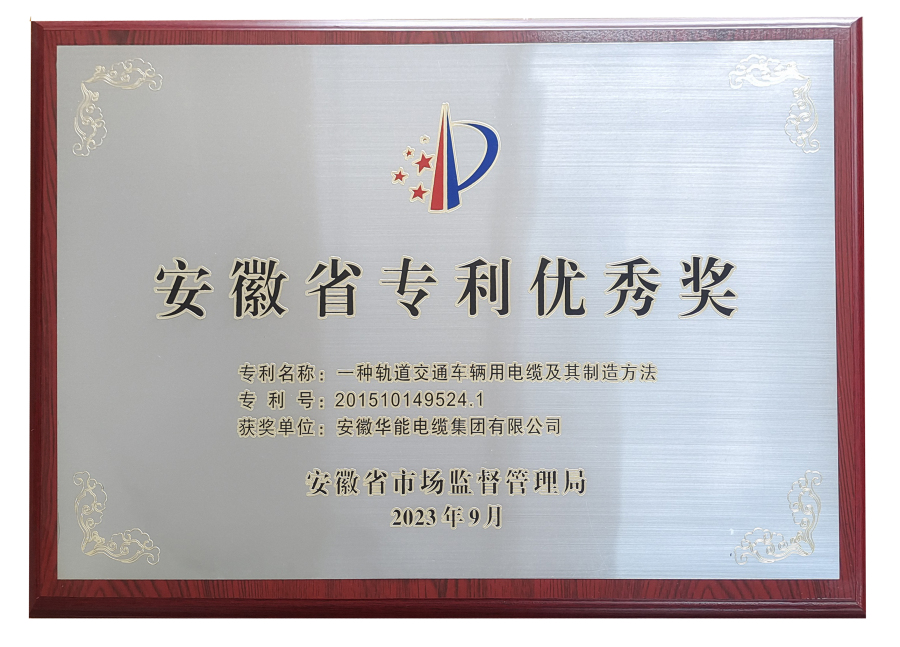 安徽省专利优秀奖
专利名称：一种轨道交通车辆用电缆及其制造方法
专 利 号：201510149524.1
获奖单位：安徽华能电缆集团有限公司
安徽省市场监督管理局
2023年9月